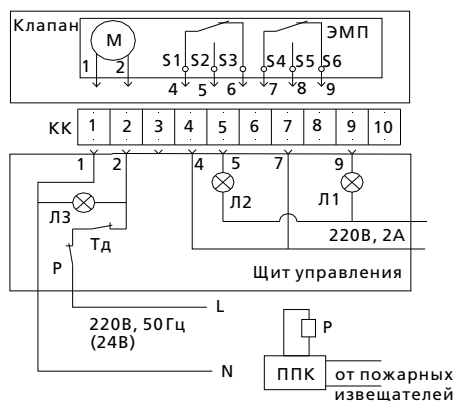 Клапан
М
ЭМП
1 2
S1 S2 S3 S4 S5 S6
4 5 6 7 8 9
КК 1 2 3 4 5 6 7 8 9 10
1 2 4 5 7 9
Л3 Л2 Л1
Тд
220В, 2А
Р
Щит управления
L
220В, 50Гц
(24В)
Р
N
ППК
от пожарных
извещателей